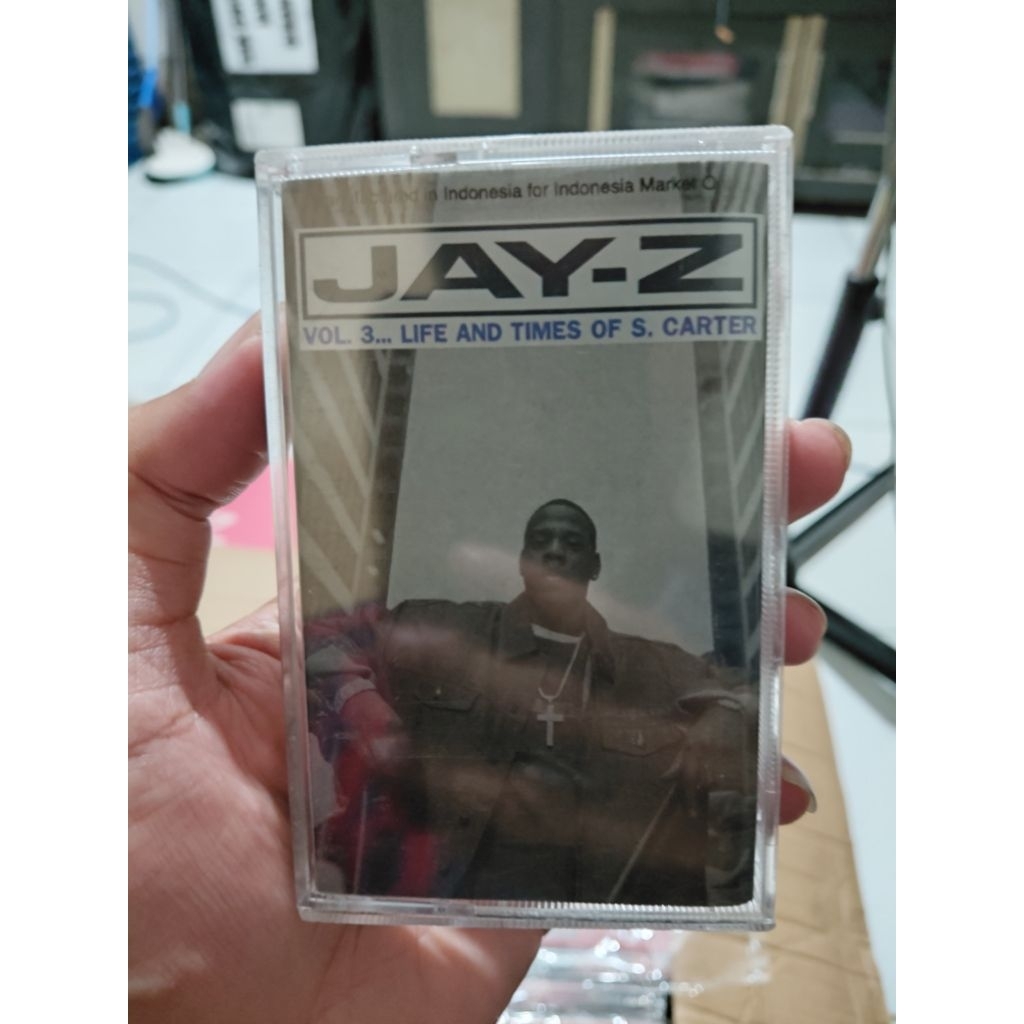 in Indonesia for Indonesia Market
JAY-Z
VOL. 3... LIFE AND TIMES OF S. CARTER